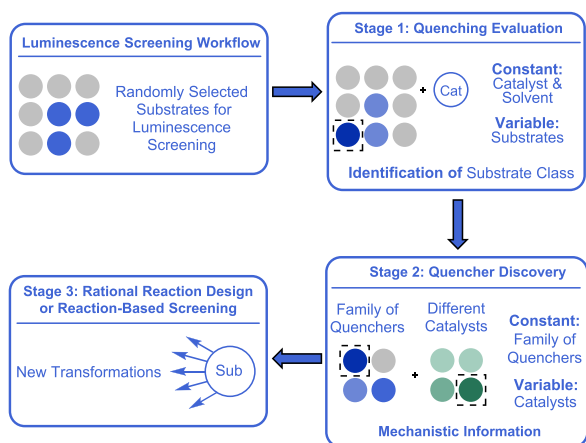 Luminescence Screening Workflow
Randomly Selected
Substrates for
Luminescence
Screening
Stage 1: Quenching Evaluation
+
Cat
Constant:
Catalyst &
Solvent
Variable:
Substrates
Identification of Substrate Class
Stage 2: Quencher Discovery
Family of
Quenchers
Different
Catalysts
+
Constant:
Family of
Quenchers
Variable:
Catalysts
Mechanistic Information
Stage 3: Rational Reaction Design
or Reaction-Based Screening
New Transformations
Sub